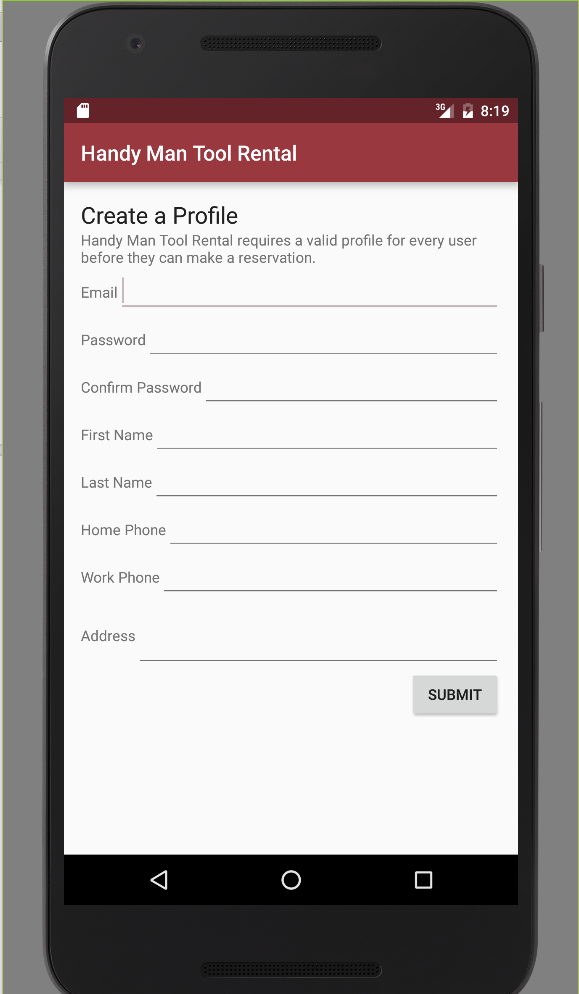 3G 8:19
Handy Man Tool Rental
Create a Profile
Handy Man Tool Rental requires a valid profile for every user
before they can make a reservation.
Email
Password
Confirm Password
First Name
Last Name
Home Phone
Work Phone
Address
SUBMIT